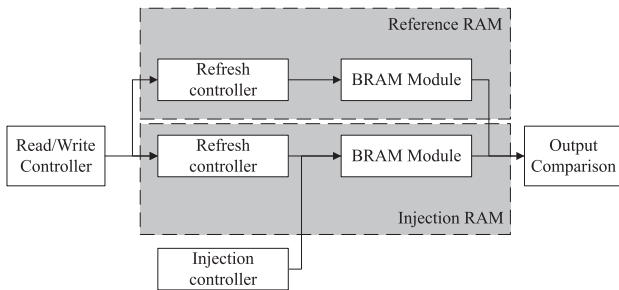 Reference RAM
Refresh
controller
BRAM Module
Read/Write
Controller
Refresh
controller
BRAM Module
Output
Comparison
Injection RAM
Injection
controller